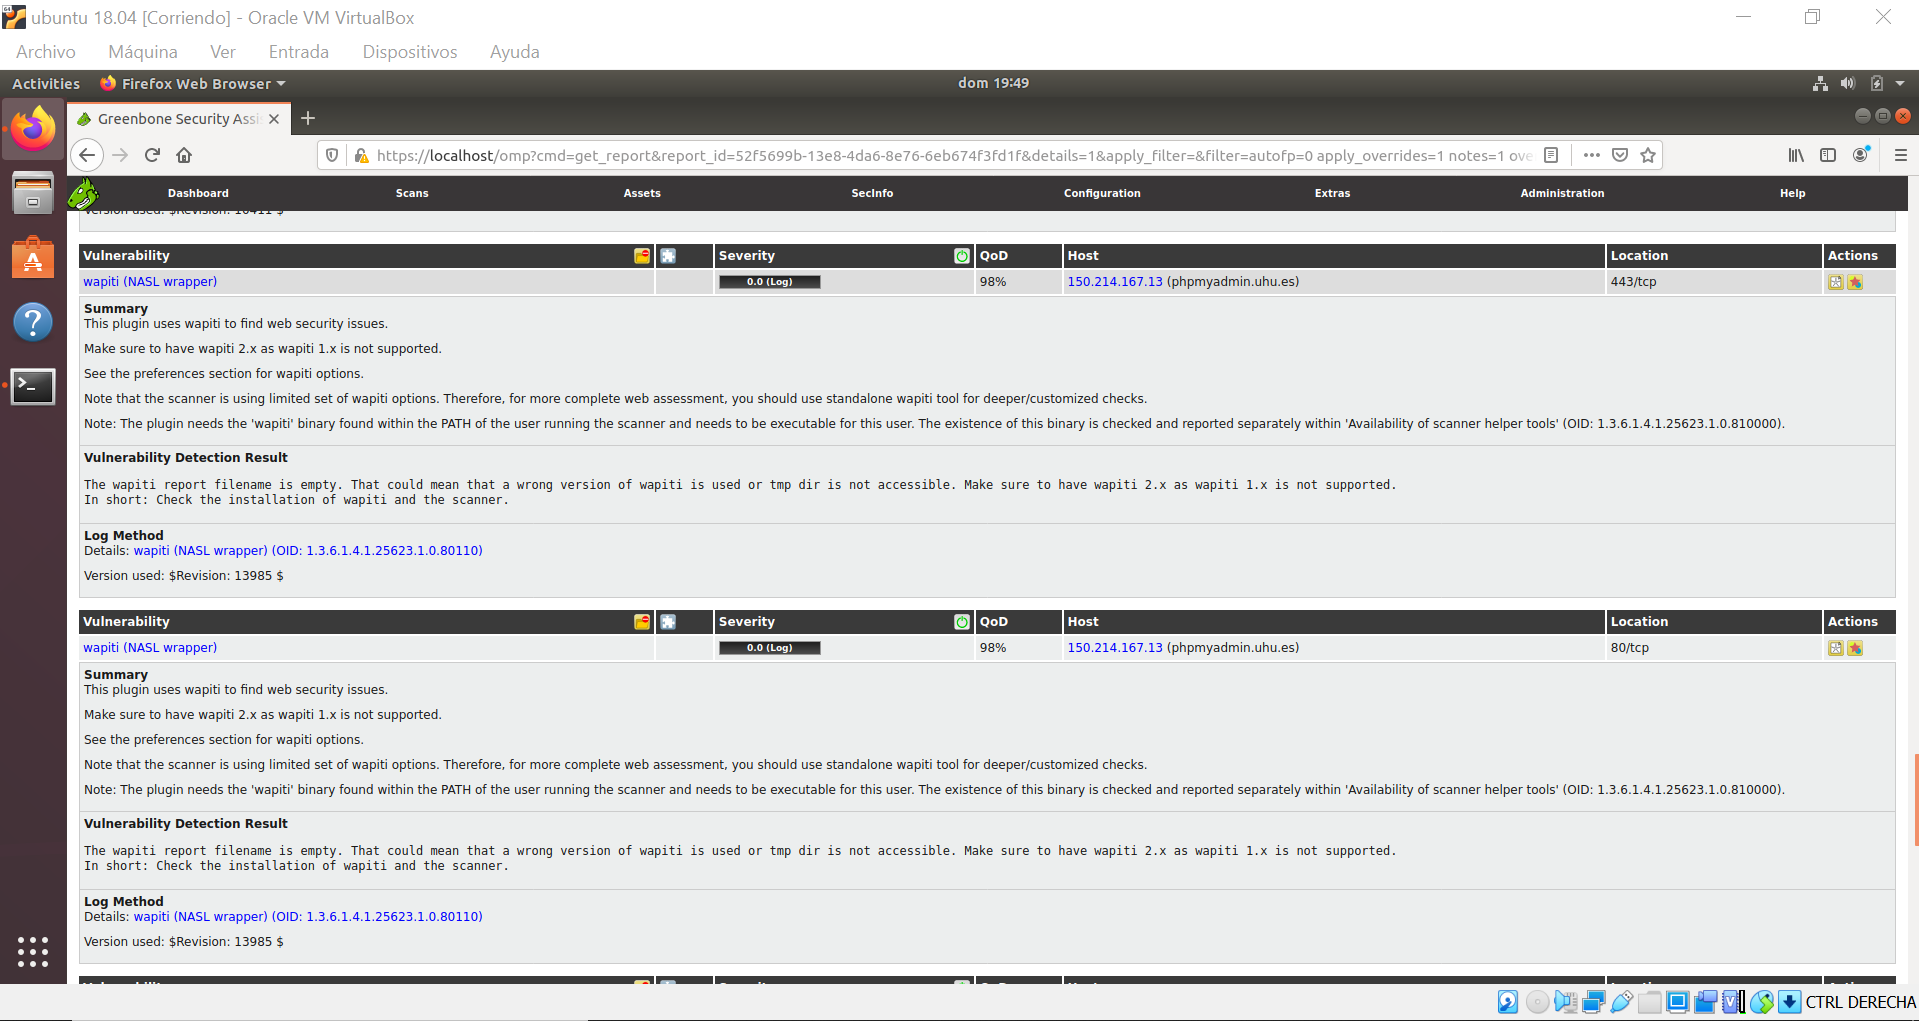 ubuntu 18.04 [Corriendo] - Oracle VM VirtualBox
Archivo Máquina Ver Entrada Dispositivos Ayuda
Activities Firefox Web Browser dom 19:49
Greenbone Security Assi
https://localhost/omp?cmd=get_report&report_id=52f5699b-13e8-4da6-8e76-6eb674f3fd1f&details=1&apply_filter=&filter=autofp=0 apply_overrides=1 notes=1 ove
Dashboard Scans Assets SecInfo Configuration Extras Administration Help
Version used: $Revision: 10411 $
Vulnerability Severity QoD Host Location Actions
wapiti (NASL wrapper) 0.0 (Log) 98% 150.214.167.13 (phpmyadmin.uhu.es) 443/tcp
Summary
This plugin uses wapiti to find web security issues.
Make sure to have wapiti 2.x as wapiti 1.x is not supported.
See the preferences section for wapiti options.
Note that the scanner is using limited set of wapiti options. Therefore, for more complete web assessment, you should use standalone wapiti tool for deeper/customized checks.
Note: The plugin needs the 'wapiti' binary found within the PATH of the user running the scanner and needs to be executable for this user. The existence of this binary is checked and reported separately within 'Availability of scanner helper tools' (OID: 1.3.6.1.4.1.25623.1.0.810000).
Vulnerability Detection Result
The wapiti report filename is empty. That could mean that a wrong version of wapiti is used or tmp dir is not accessible. Make sure to have wapiti 2.x as wapiti 1.x is not supported.
In short: Check the installation of wapiti and the scanner.
Log Method
Details: wapiti (NASL wrapper) (OID: 1.3.6.1.4.1.25623.1.0.80110)
Version used: $Revision: 13985 $
Vulnerability Severity QoD Host Location Actions
wapiti (NASL wrapper) 0.0 (Log) 98% 150.214.167.13 (phpmyadmin.uhu.es) 80/tcp
Summary
This plugin uses wapiti to find web security issues.
Make sure to have wapiti 2.x as wapiti 1.x is not supported.
See the preferences section for wapiti options.
Note that the scanner is using limited set of wapiti options. Therefore, for more complete web assessment, you should use standalone wapiti tool for deeper/customized checks.
Note: The plugin needs the 'wapiti' binary found within the PATH of the user running the scanner and needs to be executable for this user. The existence of this binary is checked and reported separately within 'Availability of scanner helper tools' (OID: 1.3.6.1.4.1.25623.1.0.810000).
Vulnerability Detection Result
The wapiti report filename is empty. That could mean that a wrong version of wapiti is used or tmp dir is not accessible. Make sure to have wapiti 2.x as wapiti 1.x is not supported.
In short: Check the installation of wapiti and the scanner.
Log Method
Details: wapiti (NASL wrapper) (OID: 1.3.6.1.4.1.25623.1.0.80110)
Version used: $Revision: 13985 $
CTRL DERECHA